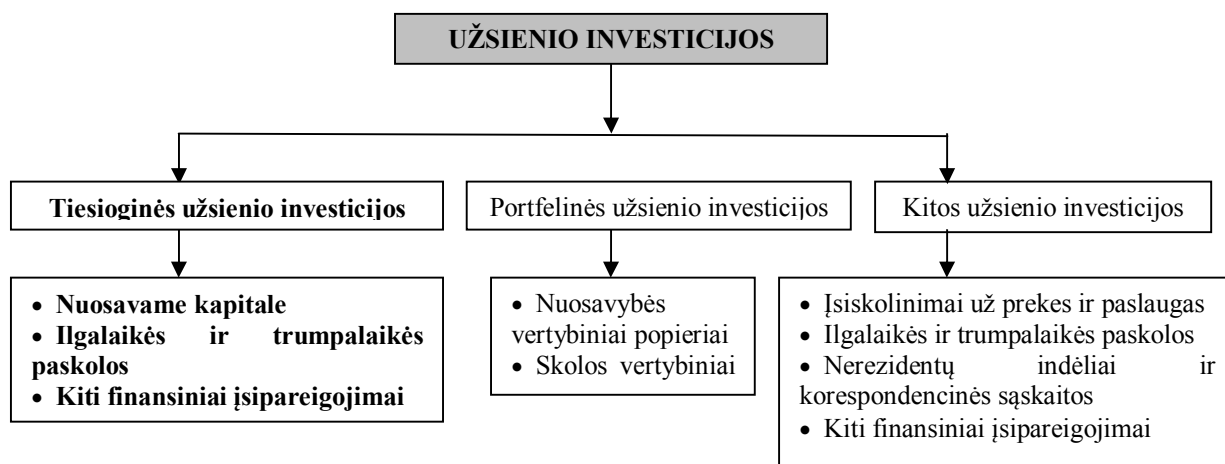 UŽSIENIO INVESTICIJOS
Tiesioginės užsienio investicijos
Portfelinės užsienio investicijos
Kitos užsienio investicijos
• Nuosavame kapitale
• Ilgalaikės ir trumpalaikės
paskolos
• Kiti finansiniai įsipareigojimai
• Nuosavybės
vertybiniai popieriai
• Skolos vertybiniai
• Įsiskolinimai už prekes ir paslaugas
• Ilgalaikės ir trumpalaikės paskolos
• Nerezidentų indėliai ir
korespondencinės sąskaitos
• Kiti finansiniai įsipareigojimai